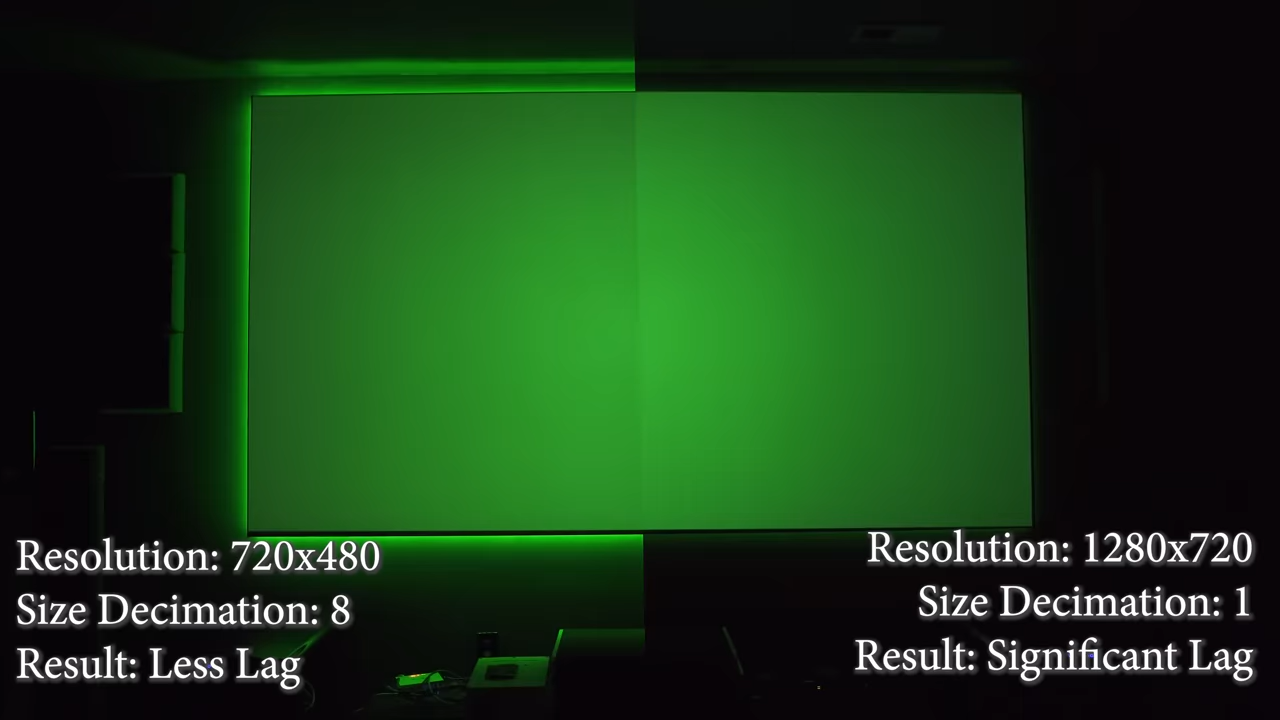 Resolution: 720x480
Size Decimation: 8
Result: Less Lag
Resolution: 1280x720
Size Decimation: 1
Result: Significant Lag